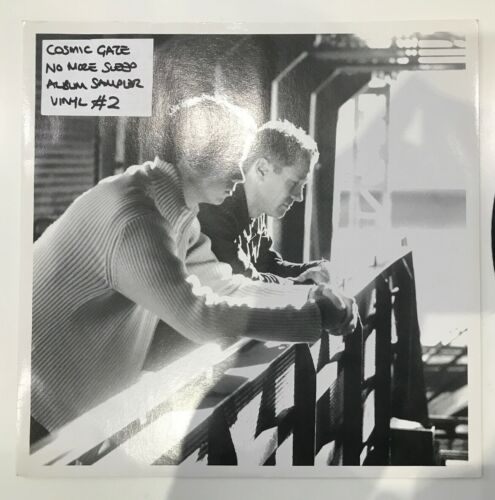 COSMIC GATE
NO MORE SLEEP
ALBUM SAMPLER
VINYL #2